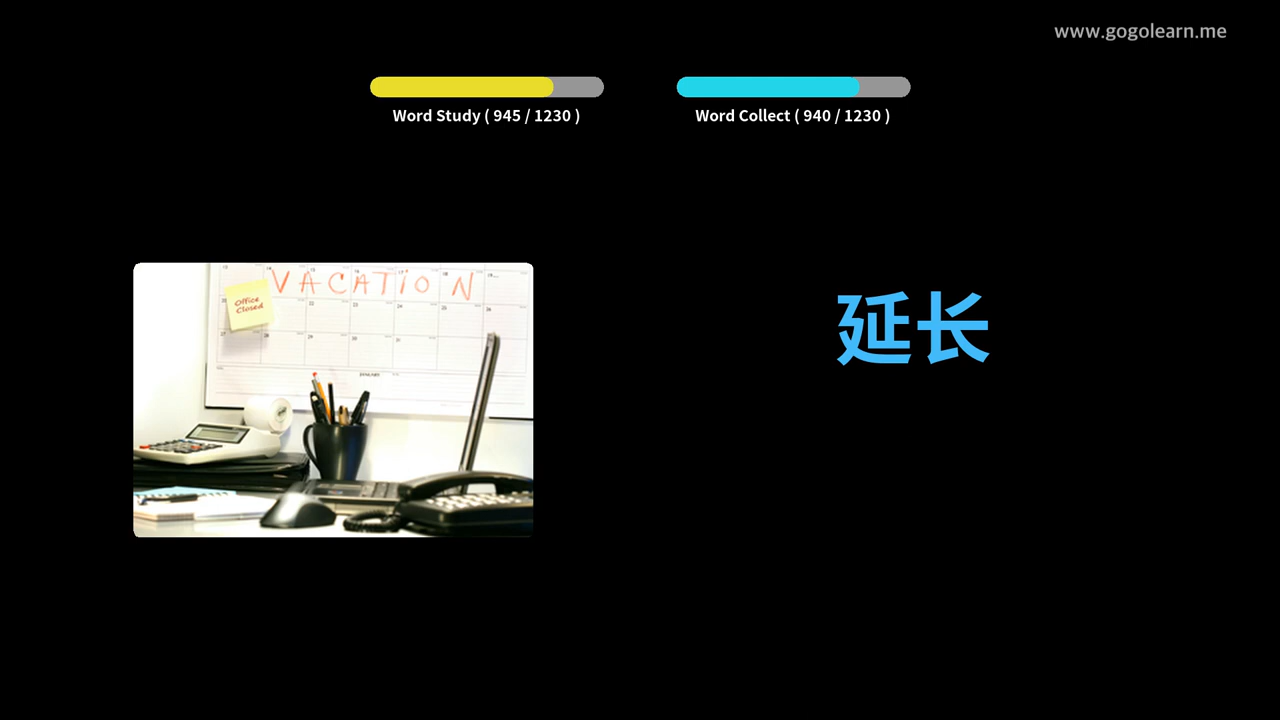 www.gogolearn.me
Word Study ( 945 / 1230 )
Word Collect ( 940 / 1230 )
VACATION
Office
Closed
延长